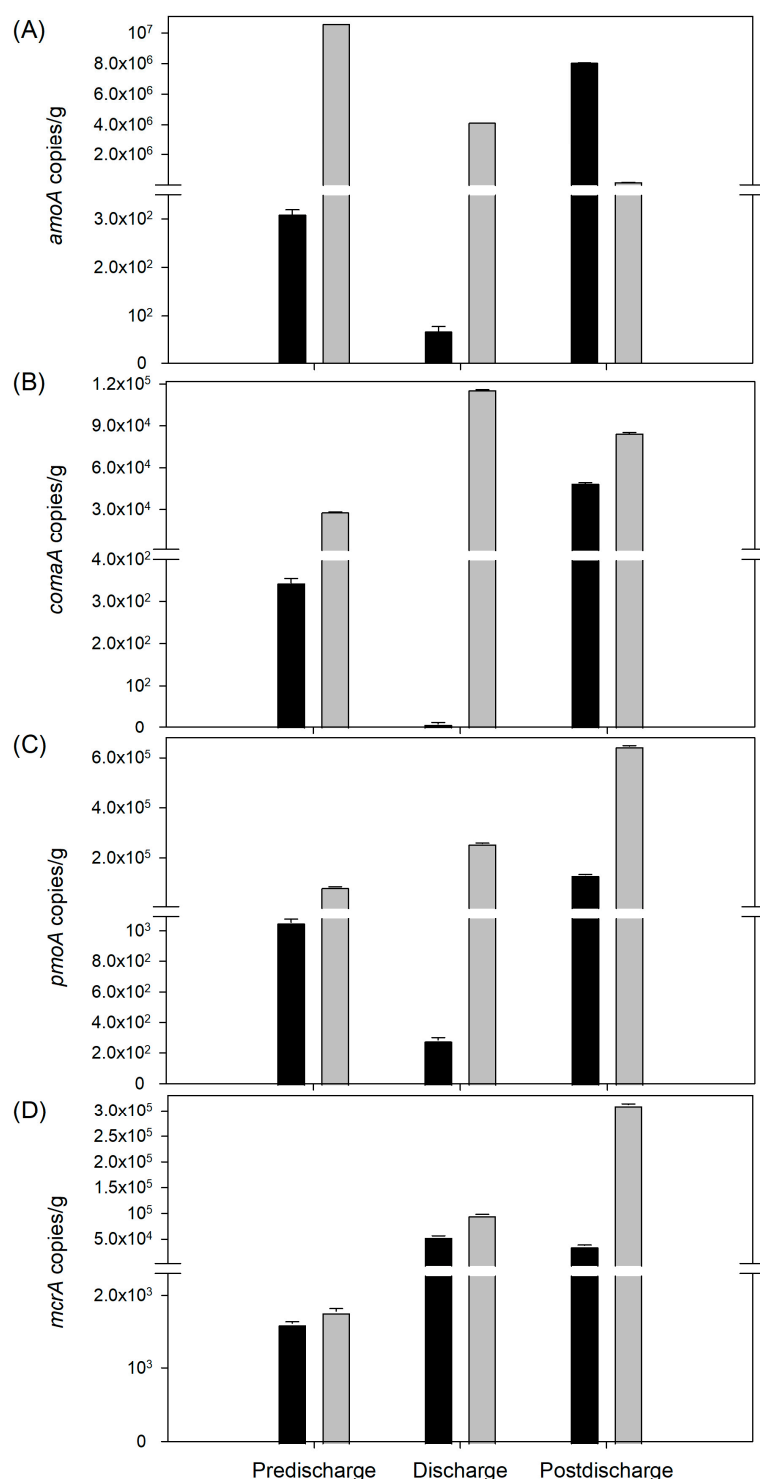 (A)
amoA copies/g
10⁷
8.0x10⁶
6.0x10⁶
4.0x10⁶
2.0x10⁶
3.0x10²
2.0x10²
10²
0
(B)
comaA copies/g
1.2x10⁵
9.0x10⁴
6.0x10⁴
3.0x10⁴
4.0x10²
3.0x10²
2.0x10²
10²
0
(C)
pmoA copies/g
6.0x10⁵
4.0x10⁵
2.0x10⁵
10³
8.0x10²
6.0x10²
4.0x10²
2.0x10²
0
(D)
mcrA copies/g
3.0x10⁵
2.5x10⁵
2.0x10⁵
1.5x10⁵
10⁵
5.0x10⁴
2.0x10³
10³
0
Predischarge Discharge Postdischarge